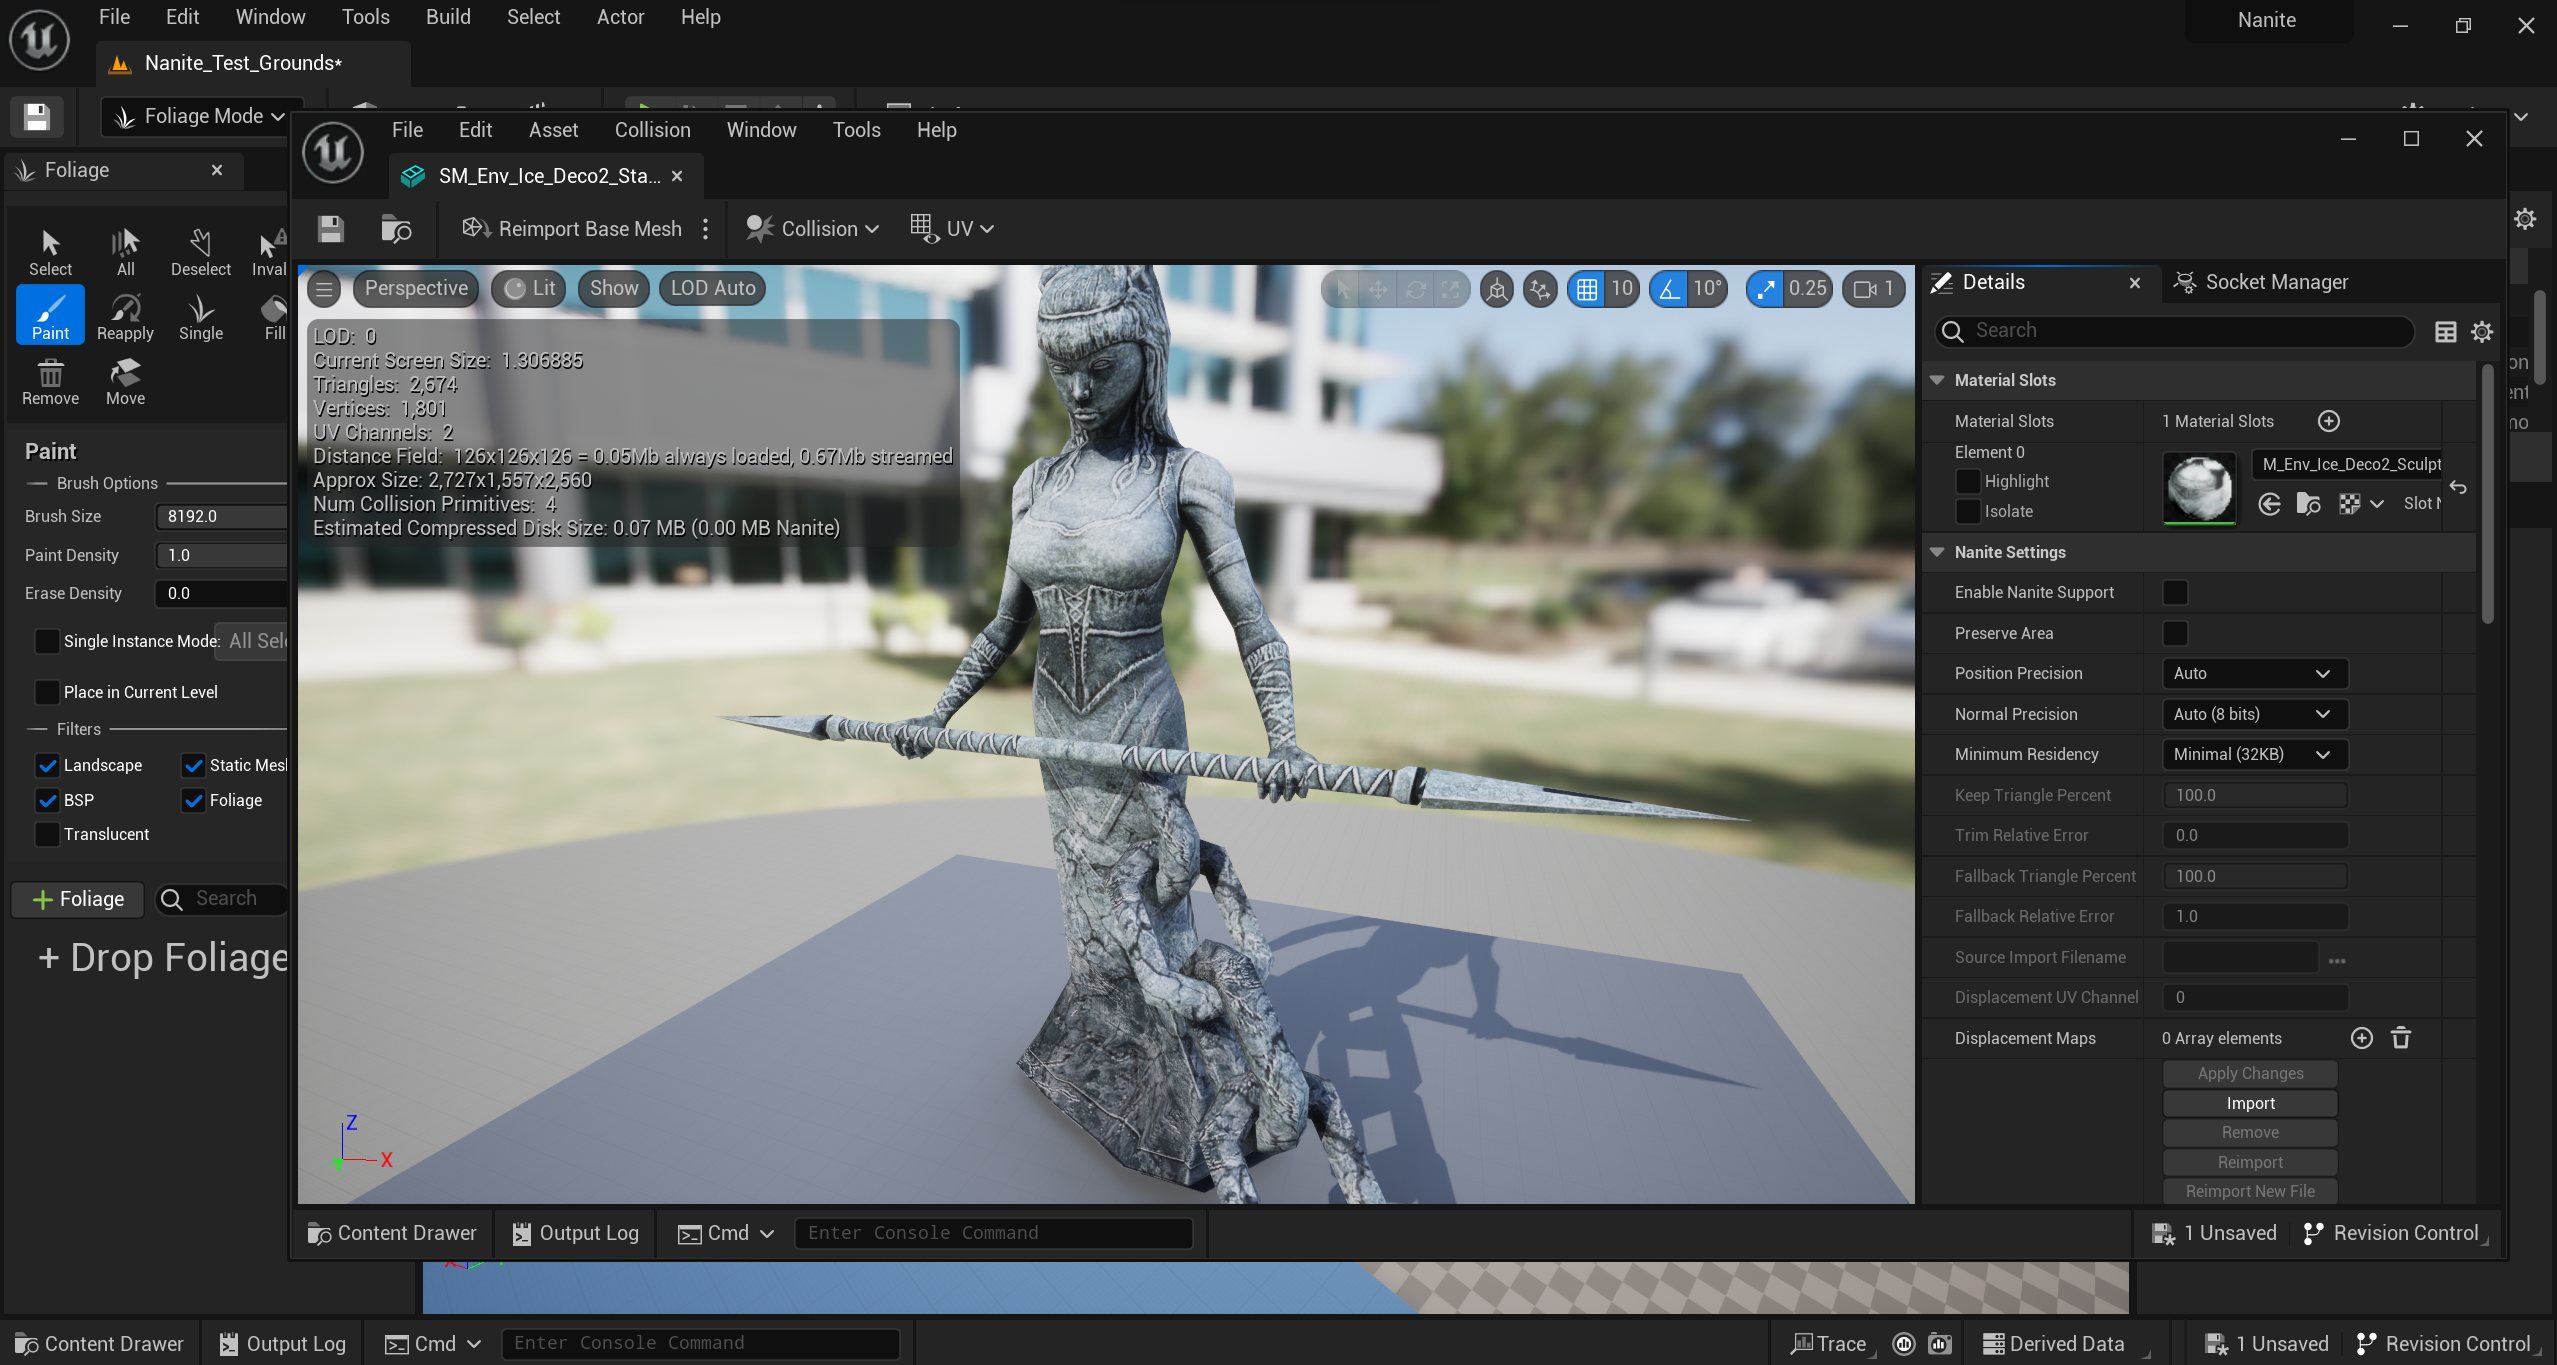 File Edit Window Tools Build Select Actor Help
Nanite
Nanite_Test_Grounds*
Foliage Mode
Foliage
Select All Deselect Inval
Paint Reapply Single Fill
Remove Move
Paint
Brush Options
Brush Size 8192.0
Paint Density 1.0
Erase Density 0.0
Single Instance Mode: All Sele
Place in Current Level
Filters
Landscape Static Mesh
BSP Foliage
Translucent
Foliage Search
+ Drop Foliage
File Edit Asset Collision Window Tools Help
SM_Env_Ice_Deco2_Sta...
Reimport Base Mesh Collision UV
Perspective Lit Show LOD Auto
10 10° 0.25 1
LOD: 0
Current Screen Size: 1.306885
Triangles: 2,674
Vertices: 1,801
UV Channels: 2
Distance Field: 126x126x126 = 0.05Mb always loaded, 0.67Mb streamed
Approx Size: 2,727x1,557x2,560
Num Collision Primitives: 4
Estimated Compressed Disk Size: 0.07 MB (0.00 MB Nanite)
Z
X
Details Socket Manager
Search
Material Slots
Material Slots 1 Material Slots
Element 0
M_Env_Ice_Deco2_Sculpt
Highlight
Isolate
Slot N
Nanite Settings
Enable Nanite Support
Preserve Area
Position Precision Auto
Normal Precision Auto (8 bits)
Minimum Residency Minimal (32KB)
Keep Triangle Percent 100.0
Trim Relative Error 0.0
Fallback Triangle Percent 100.0
Fallback Relative Error 1.0
Source Import Filename
Displacement UV Channel 0
Displacement Maps 0 Array elements
Apply Changes
Import
Remove
Reimport
Reimport New File
Content Drawer Output Log Cmd Enter Console Command
1 Unsaved Revision Control
Content Drawer Output Log Cmd Enter Console Command
Trace Derived Data 1 Unsaved Revision Control